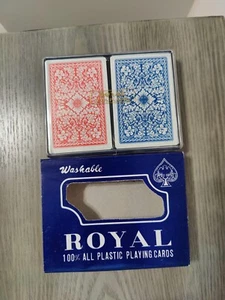 Washable
ROYAL
100% ALL PLASTIC PLAYING CARDS